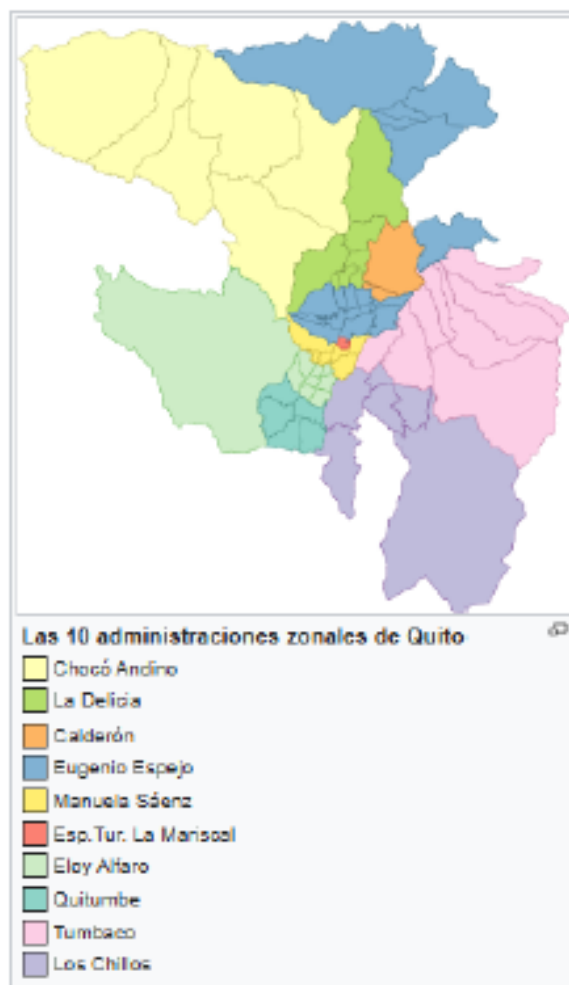 Las 10 administraciones zonales de Quito
Chocó Andino
La Delicia
Calderón
Eugenio Espejo
Manuela Sáenz
Esp.Tur. La Mariscal
Eloy Alfaro
Quitumbe
Tumbaco
Los Chillos